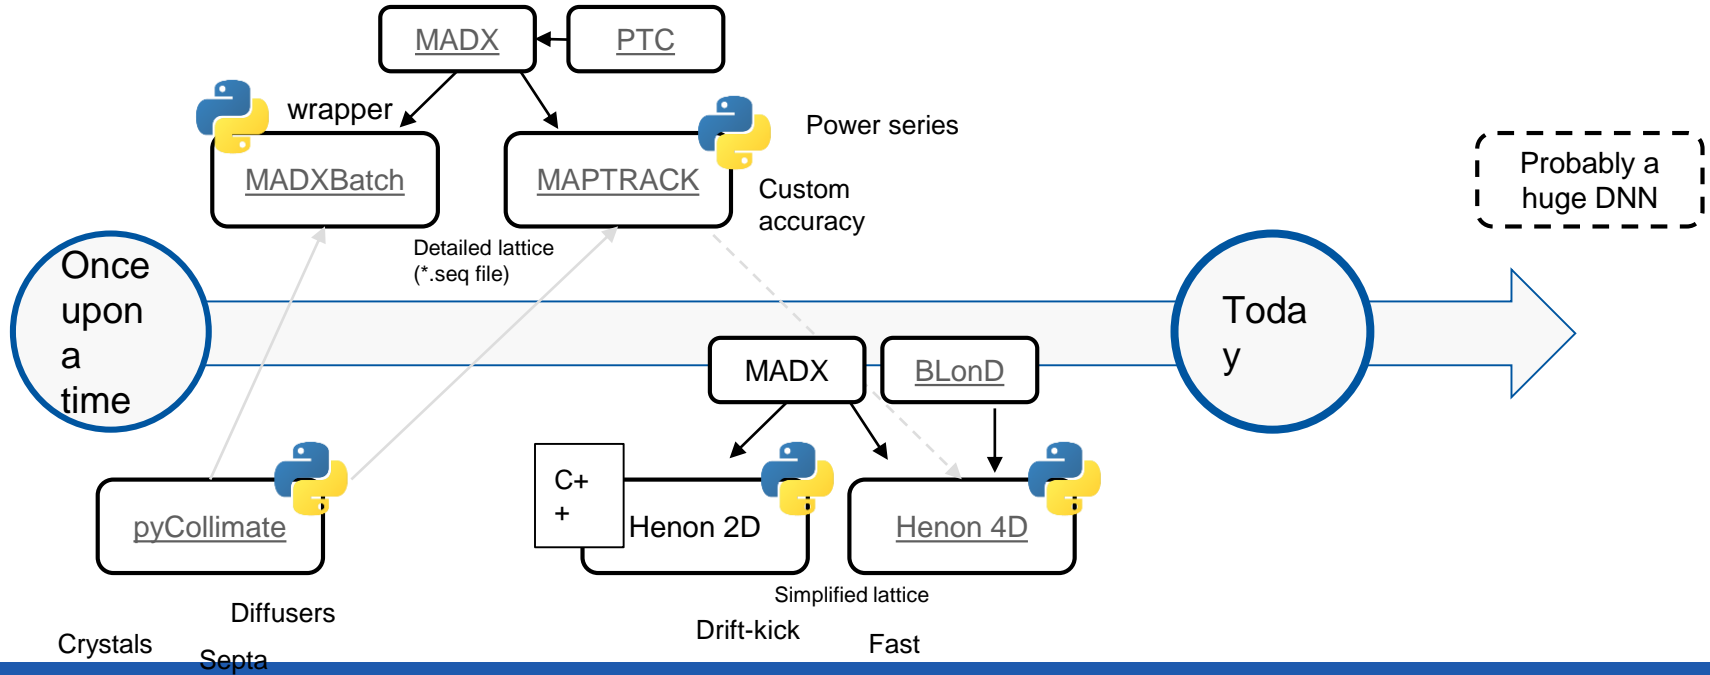 MADX
PTC
wrapper
Power series
MADXBatch
MAPTRACK
Custom
accuracy
Probably a
huge DNN
Detailed lattice
(*.seq file)
Once
upon
a
time
Toda
y
MADX
BLonD
C+
+
pyCollimate
Henon 2D
Henon 4D
Simplified lattice
Diffusers
Drift-kick
Fast
Crystals
Septa